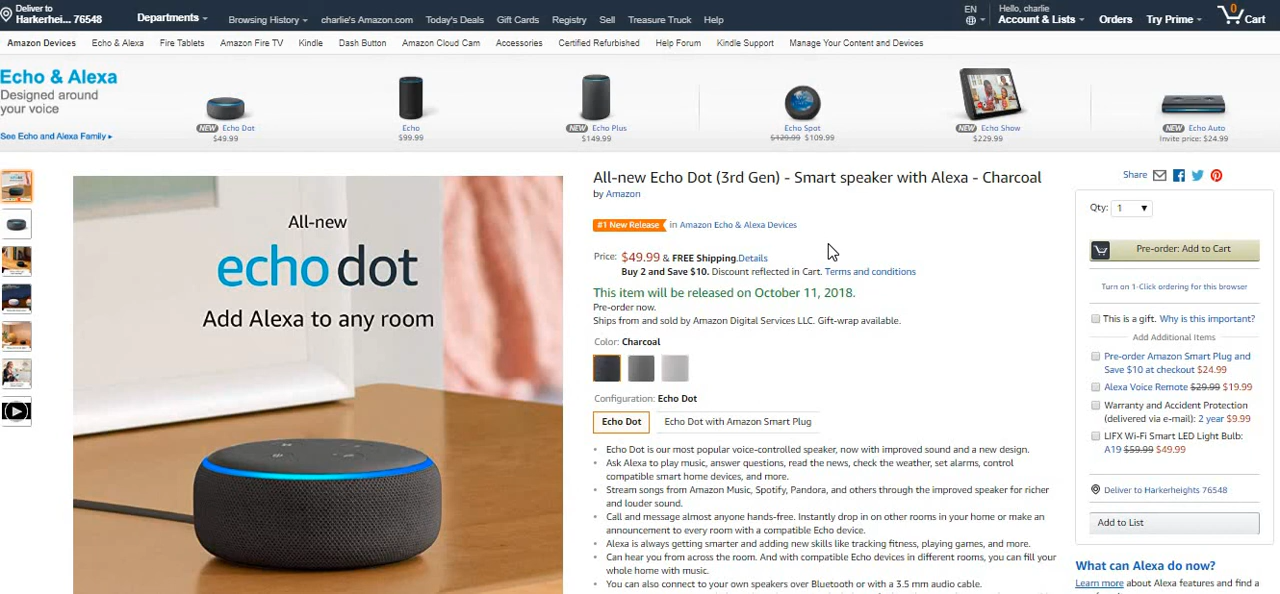 Deliver to
Harkerhei... 76548
Departments
Browsing History
charlie's Amazon.com
Today's Deals
Gift Cards
Registry
Sell
Treasure Truck
Help
EN
Hello, charlie
Account & Lists
Orders
Try Prime
0
Cart
Amazon Devices
Echo & Alexa
Fire Tablets
Amazon Fire TV
Kindle
Dash Button
Amazon Cloud Cam
Accessories
Certified Refurbished
Help Forum
Kindle Support
Manage Your Content and Devices
Echo & Alexa
Designed around
your voice
See Echo and Alexa Family ▸
NEW Echo Dot
$49.99
Echo
$99.99
NEW Echo Plus
$149.99
Echo Spot
$129.99 $109.99
NEW Echo Show
$229.99
NEW Echo Auto
Invite price: $24.99
All-new
echo dot
Add Alexa to any room
All-new Echo Dot (3rd Gen) - Smart speaker with Alexa - Charcoal
by Amazon
#1 New Release in Amazon Echo & Alexa Devices
Price: $49.99 & FREE Shipping. Details
Buy 2 and Save $10. Discount reflected in Cart. Terms and conditions
This item will be released on October 11, 2018.
Pre-order now.
Ships from and sold by Amazon Digital Services LLC. Gift-wrap available.
Color: Charcoal
Configuration: Echo Dot
Echo Dot
Echo Dot with Amazon Smart Plug
• Echo Dot is our most popular voice-controlled speaker, now with improved sound and a new design.
• Ask Alexa to play music, answer questions, read the news, check the weather, set alarms, control
compatible smart home devices, and more.
• Stream songs from Amazon Music, Spotify, Pandora, and others through the improved speaker for richer
and louder sound.
• Call and message almost anyone hands-free. Instantly drop in on other rooms in your home or make an
announcement to every room with a compatible Echo device.
• Alexa is always getting smarter and adding new skills like tracking fitness, playing games, and more.
• Can hear you from across the room. And with compatible Echo devices in different rooms, you can fill your
whole home with music.
• You can also connect to your own speakers over Bluetooth or with a 3.5 mm audio cable.
Share
Qty: 1
Pre-order: Add to Cart
Turn on 1-Click ordering for this browser
This is a gift. Why is this important?
Add Additional Items
Pre-order Amazon Smart Plug and
Save $10 at checkout $24.99
Alexa Voice Remote $29.99 $19.99
Warranty and Accident Protection
(delivered via e-mail): 2 year $9.99
LIFX Wi-Fi Smart LED Light Bulb:
A19 $59.99 $49.99
Deliver to Harkerheights 76548
Add to List
What can Alexa do now?
Learn more about Alexa features and find a